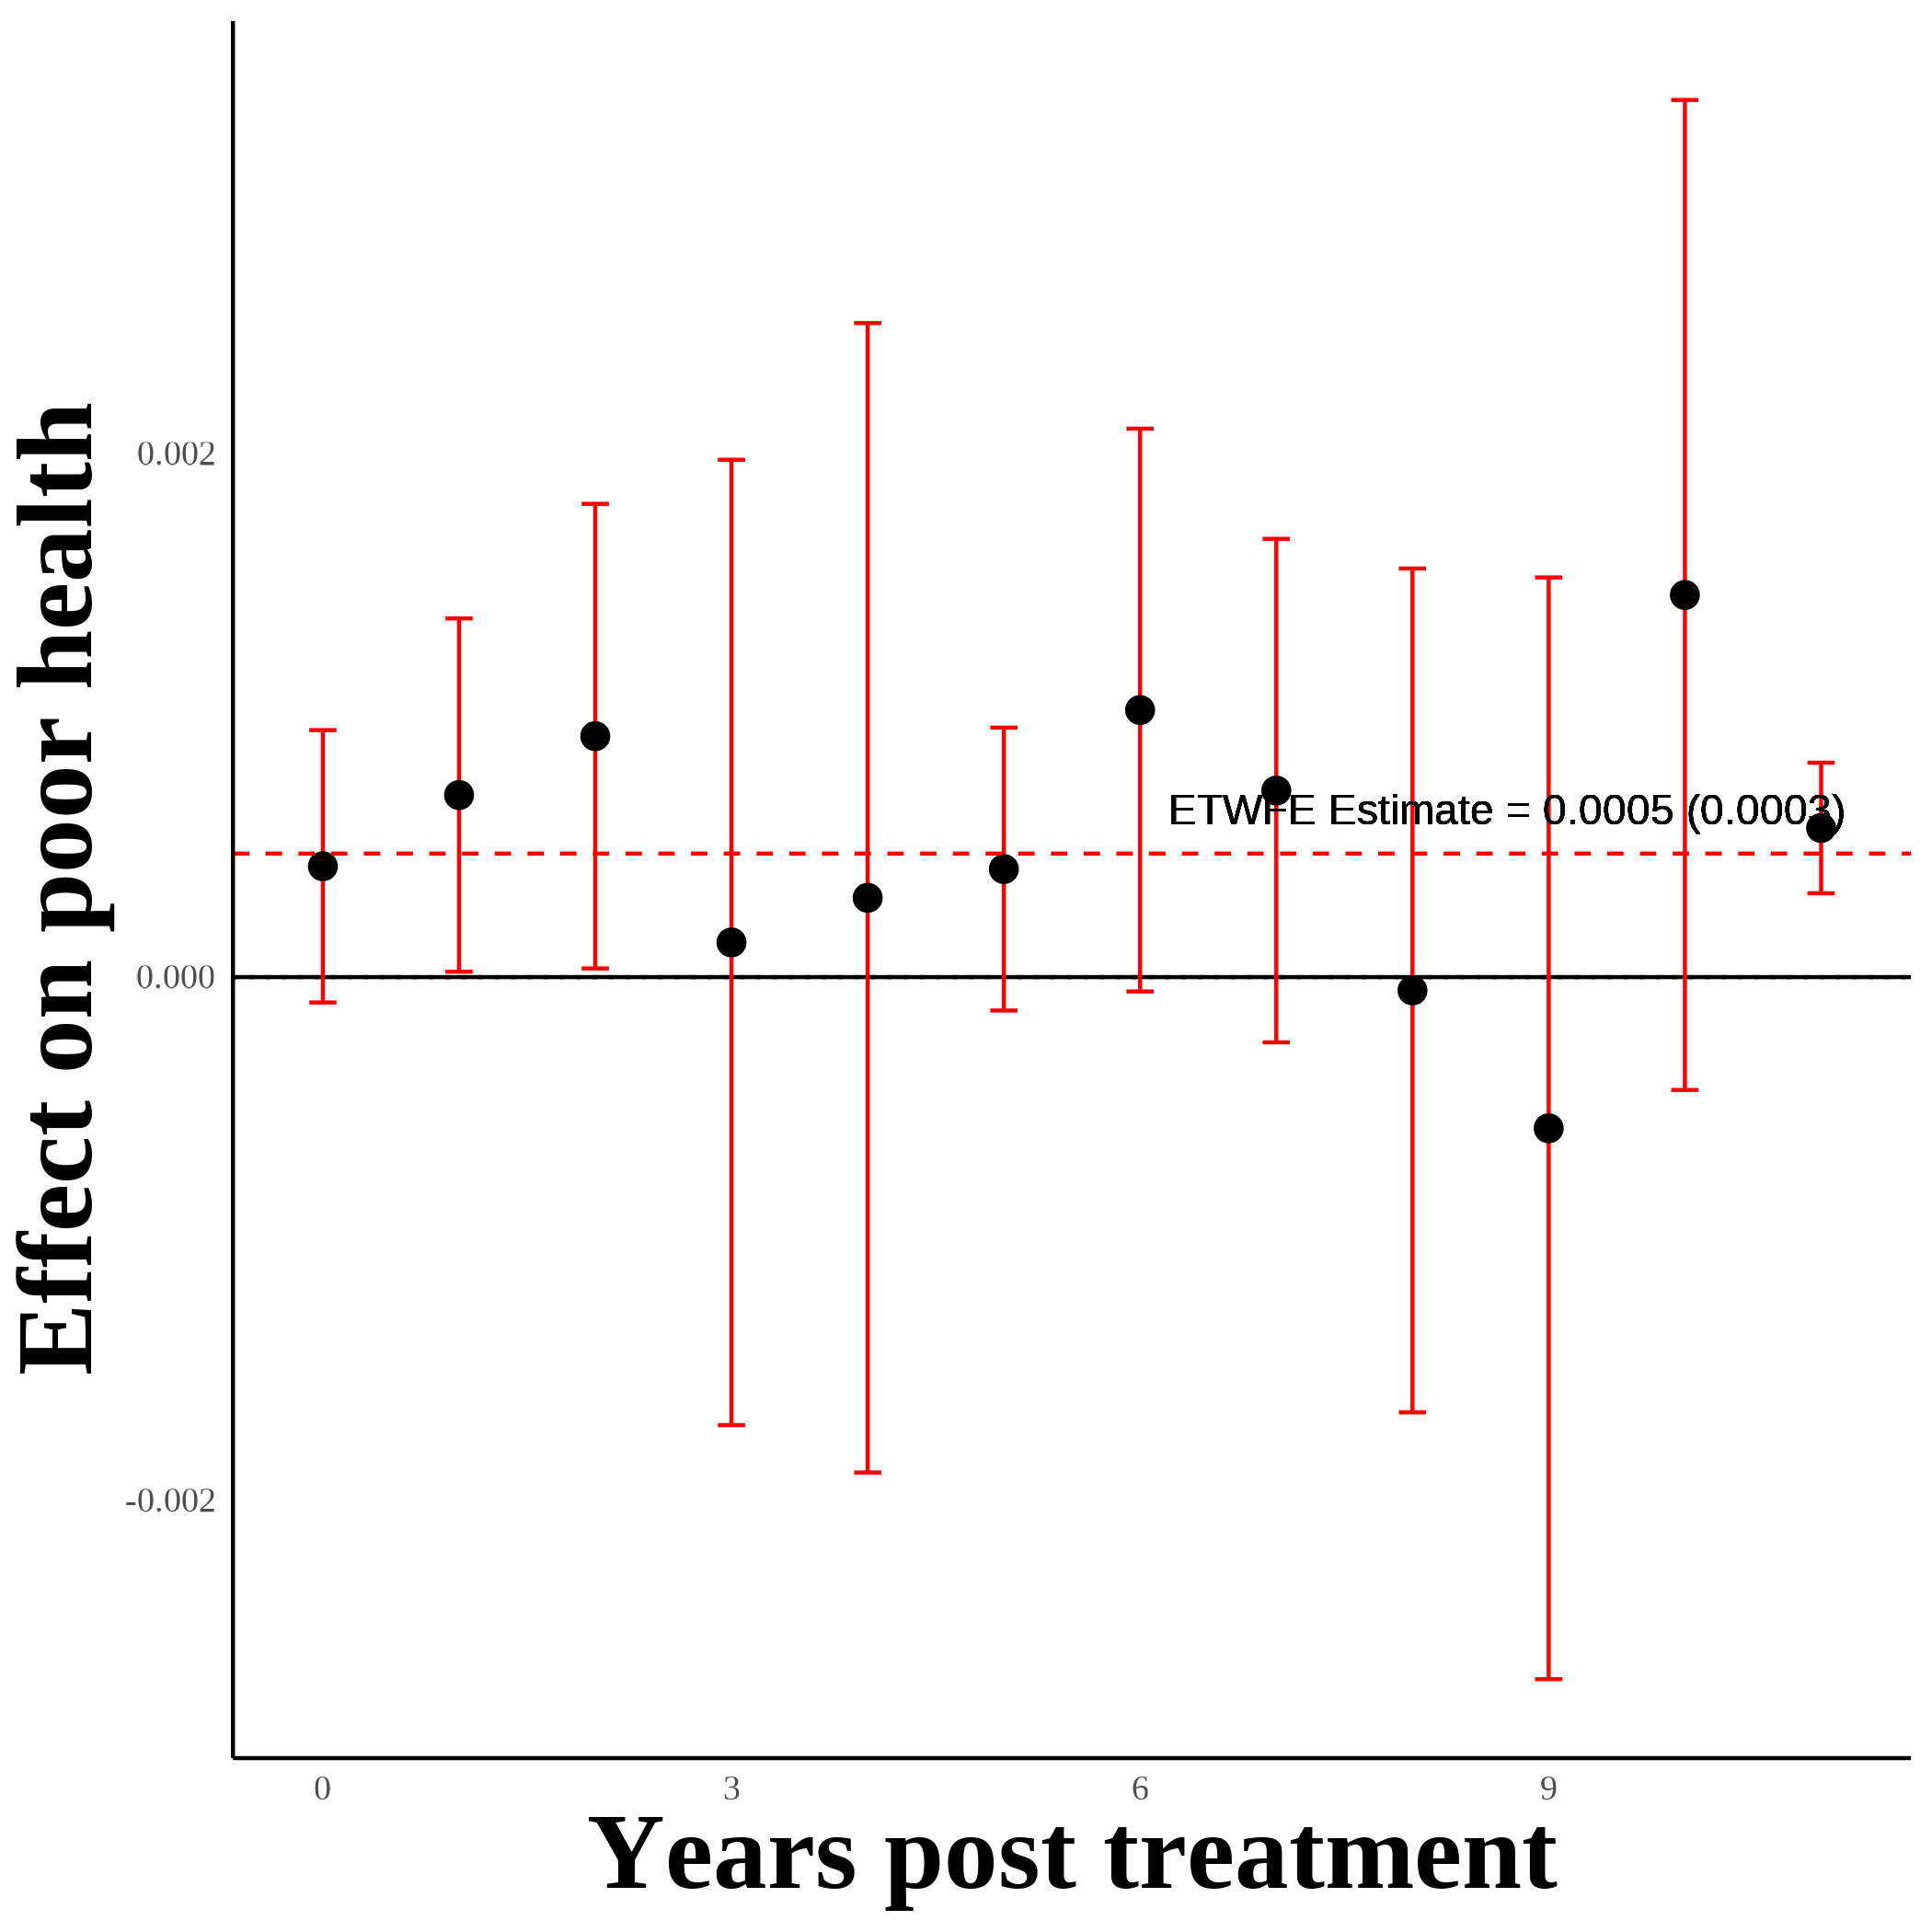 Effect on poor health
0.002
0.000
-0.002
ETWFE Estimate = 0.0005 (0.0003)
0
3
6
9
Years post treatment